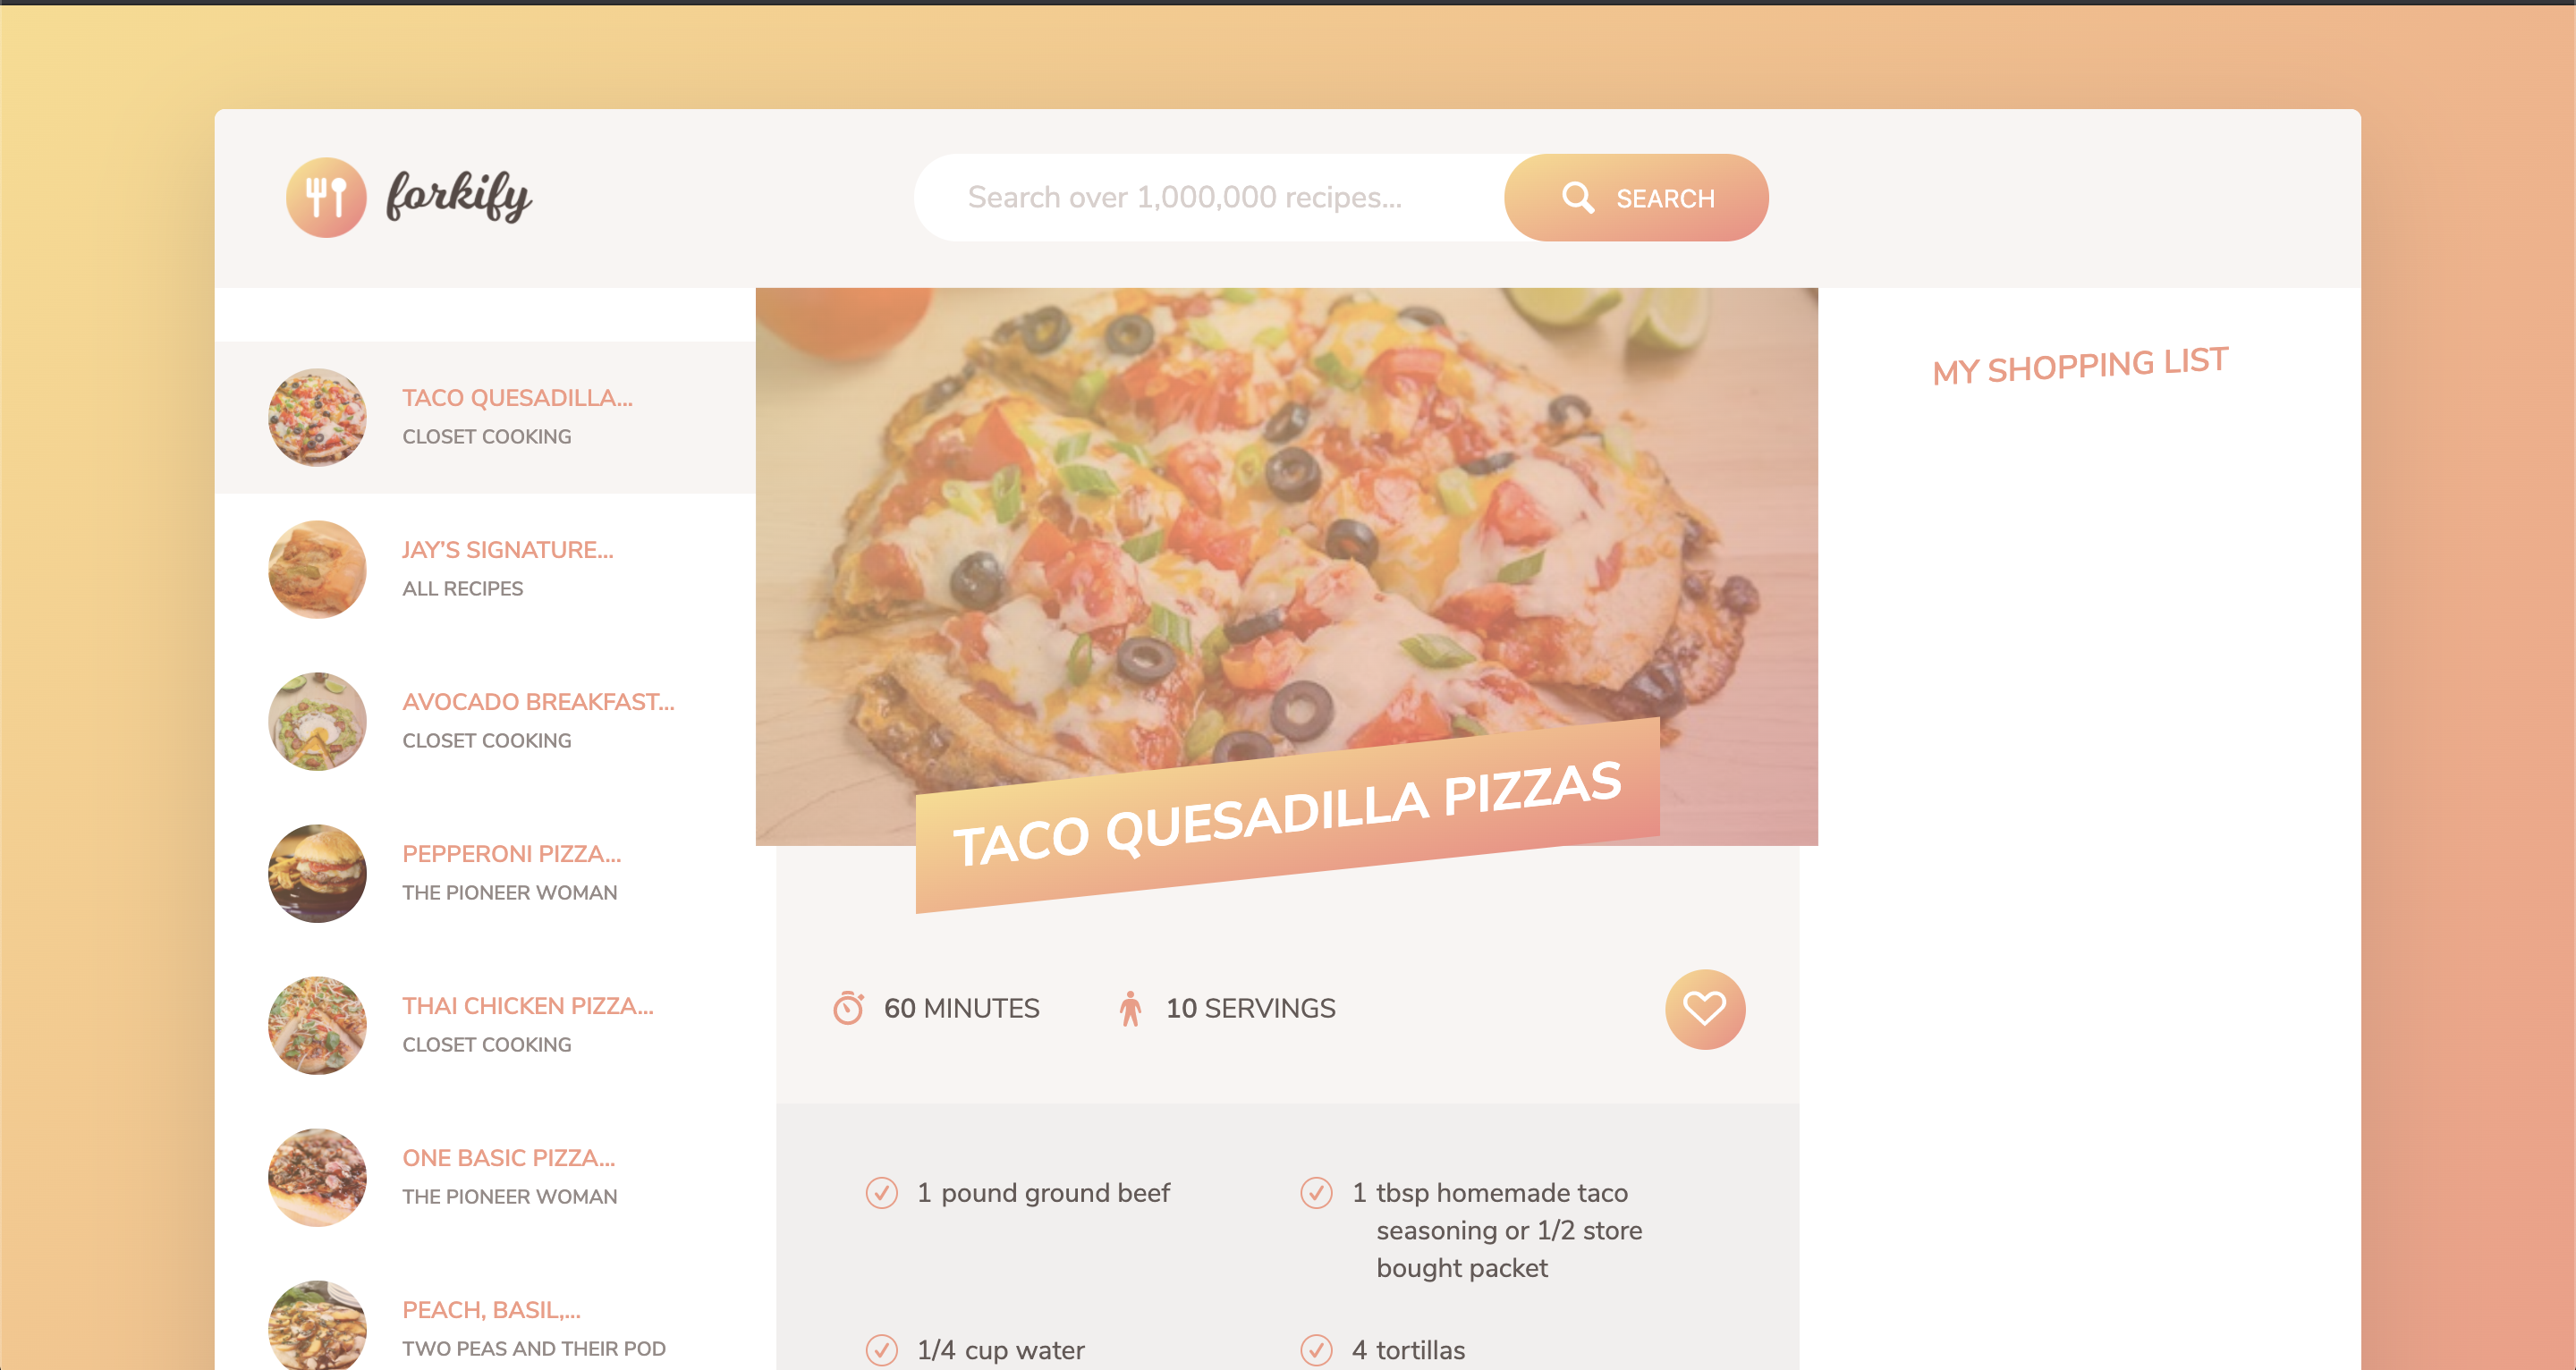 forkify
Search over 1,000,000 recipes...
SEARCH
TACO QUESADILLA...
CLOSET COOKING
JAY'S SIGNATURE...
ALL RECIPES
AVOCADO BREAKFAST...
CLOSET COOKING
PEPPERONI PIZZA...
THE PIONEER WOMAN
THAI CHICKEN PIZZA...
CLOSET COOKING
ONE BASIC PIZZA...
THE PIONEER WOMAN
PEACH, BASIL,...
TWO PEAS AND THEIR POD
TACO QUESADILLA PIZZAS
60 MINUTES
10 SERVINGS
1 pound ground beef
1 tbsp homemade taco
seasoning or 1/2 store
bought packet
1/4 cup water
4 tortillas
MY SHOPPING LIST